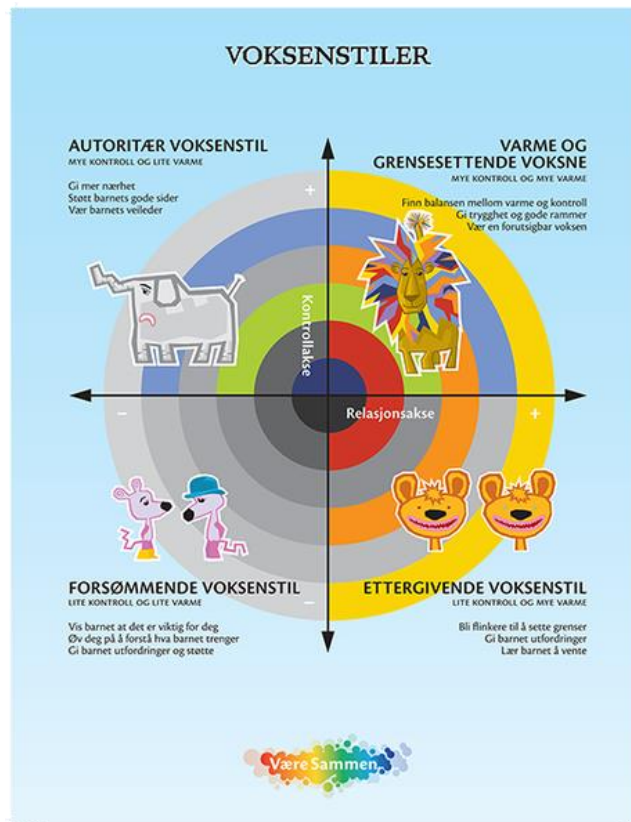 VOKSENSTILER
AUTORITÆR VOKSENSTIL
MYE KONTROLL OG LITE VARME
Gi mer nærhet
Støtt barnets gode sider
Vær barnets veileder
VARME OG
GRENSESETTENDE VOKSNE
MYE KONTROLL OG MYE VARME
Finn balansen mellom varme og kontroll
Gi trygghet og gode rammer
Vær en forutsigbar voksen
+
Kontrollakse
–
Relasjonsakse
+
–
FORSØMMENDE VOKSENSTIL
LITE KONTROLL OG LITE VARME
Vis barnet at det er viktig for deg
Øv deg på å forstå hva barnet trenger
Gi barnet utfordringer og støtte
ETTERGIVENDE VOKSENSTIL
LITE KONTROLL OG MYE VARME
Bli flinkere til å sette grenser
Gi barnet utfordringer
Lær barnet å vente
Være Sammen